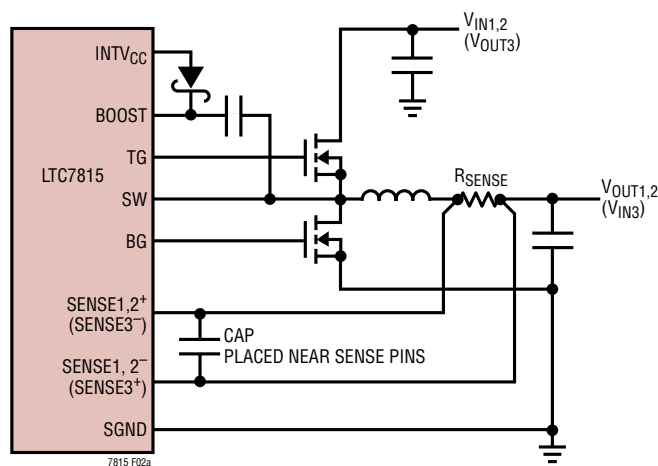 INTVCC
BOOST
TG
LTC7815
SW
BG
SENSE1,2+
(SENSE3–)
SENSE1, 2–
(SENSE3+)
SGND
VIN1,2
(VOUT3)
RSENSE
VOUT1,2
(VIN3)
CAP
PLACED NEAR SENSE PINS
7815 F02a